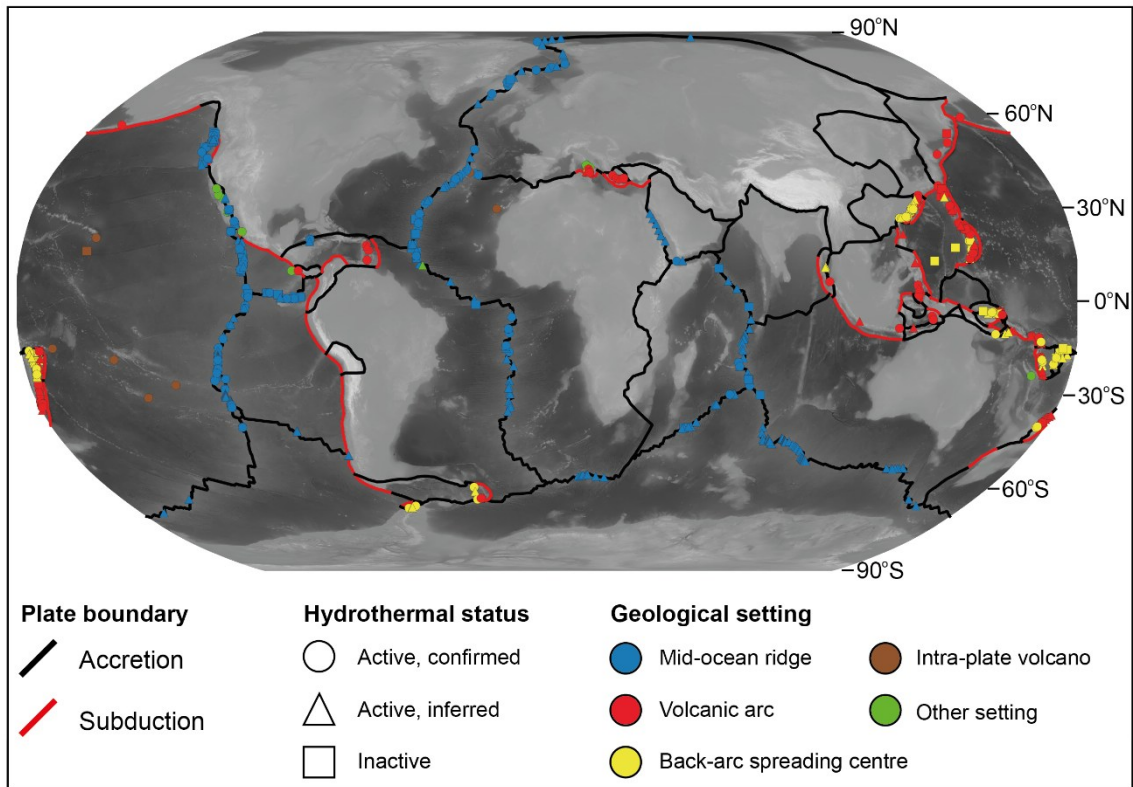 90°N
60°N
30°N
0°N
30°S
60°S
90°S
Plate boundary
Accretion
Subduction
Hydrothermal status
Active, confirmed
Active, inferred
Inactive
Geological setting
Mid-ocean ridge
Volcanic arc
Back-arc spreading centre
Intra-plate volcano
Other setting